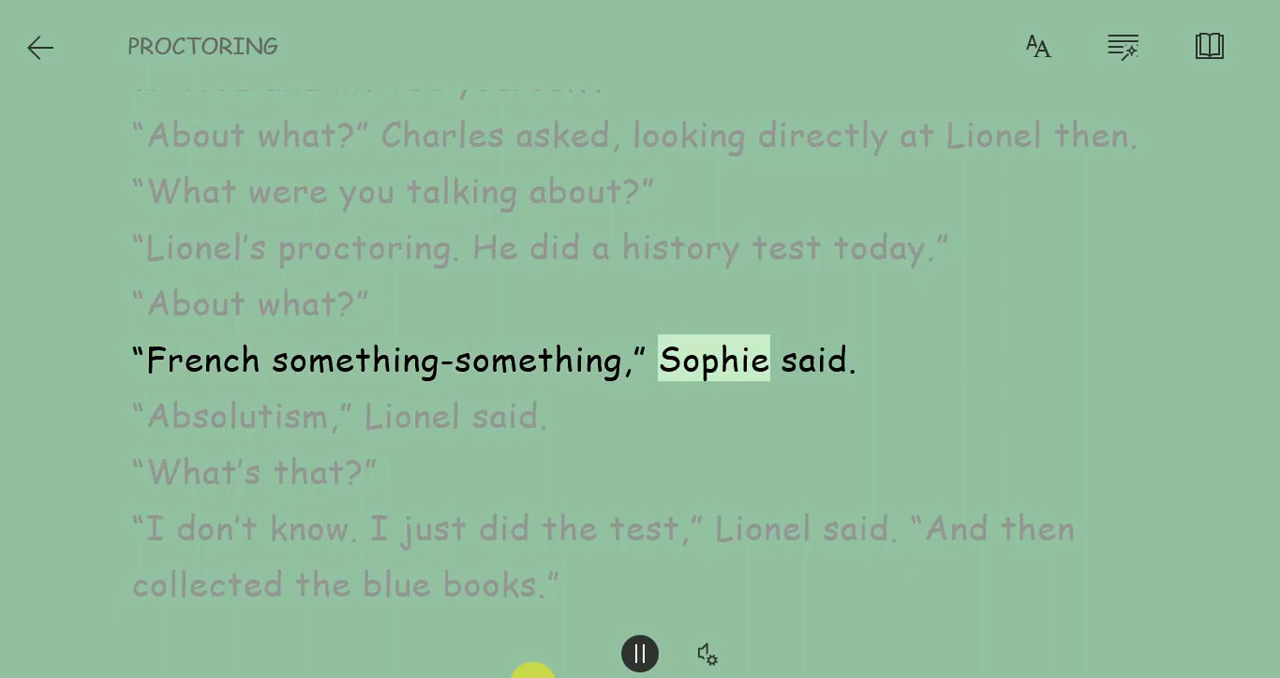 PROCTORING
“About what?” Charles asked, looking directly at Lionel then.
“What were you talking about?”
“Lionel’s proctoring. He did a history test today.”
“About what?”
“French something-something,” Sophie said.
“Absolutism,” Lionel said.
“What’s that?”
“I don’t know. I just did the test,” Lionel said. “And then
collected the blue books.”